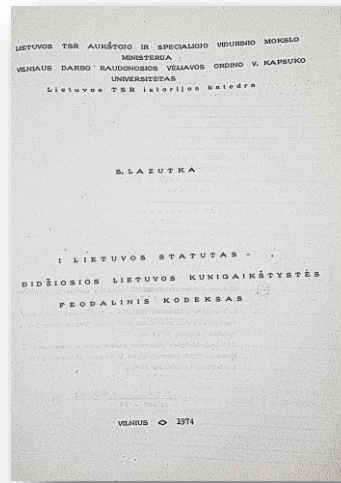 LIETUVOS TSR AUKŠTOJO IR SPECIALIOJO VIDURINIO MOKSLO
MINISTERIJA
VILNIAUS DARBO RAUDONOSIOS VĖLIAVOS ORDINO V. KAPSUKO
UNIVERSITETAS
Lietuvos TSR istorijos katedra
S. LAZUTKA
I LIETUVOS STATUTAS -
DIDŽIOSIOS LIETUVOS KUNIGAIKŠTYSTĖS
FEODALINIS KODEKSAS
VILNIUS ◇ 1974